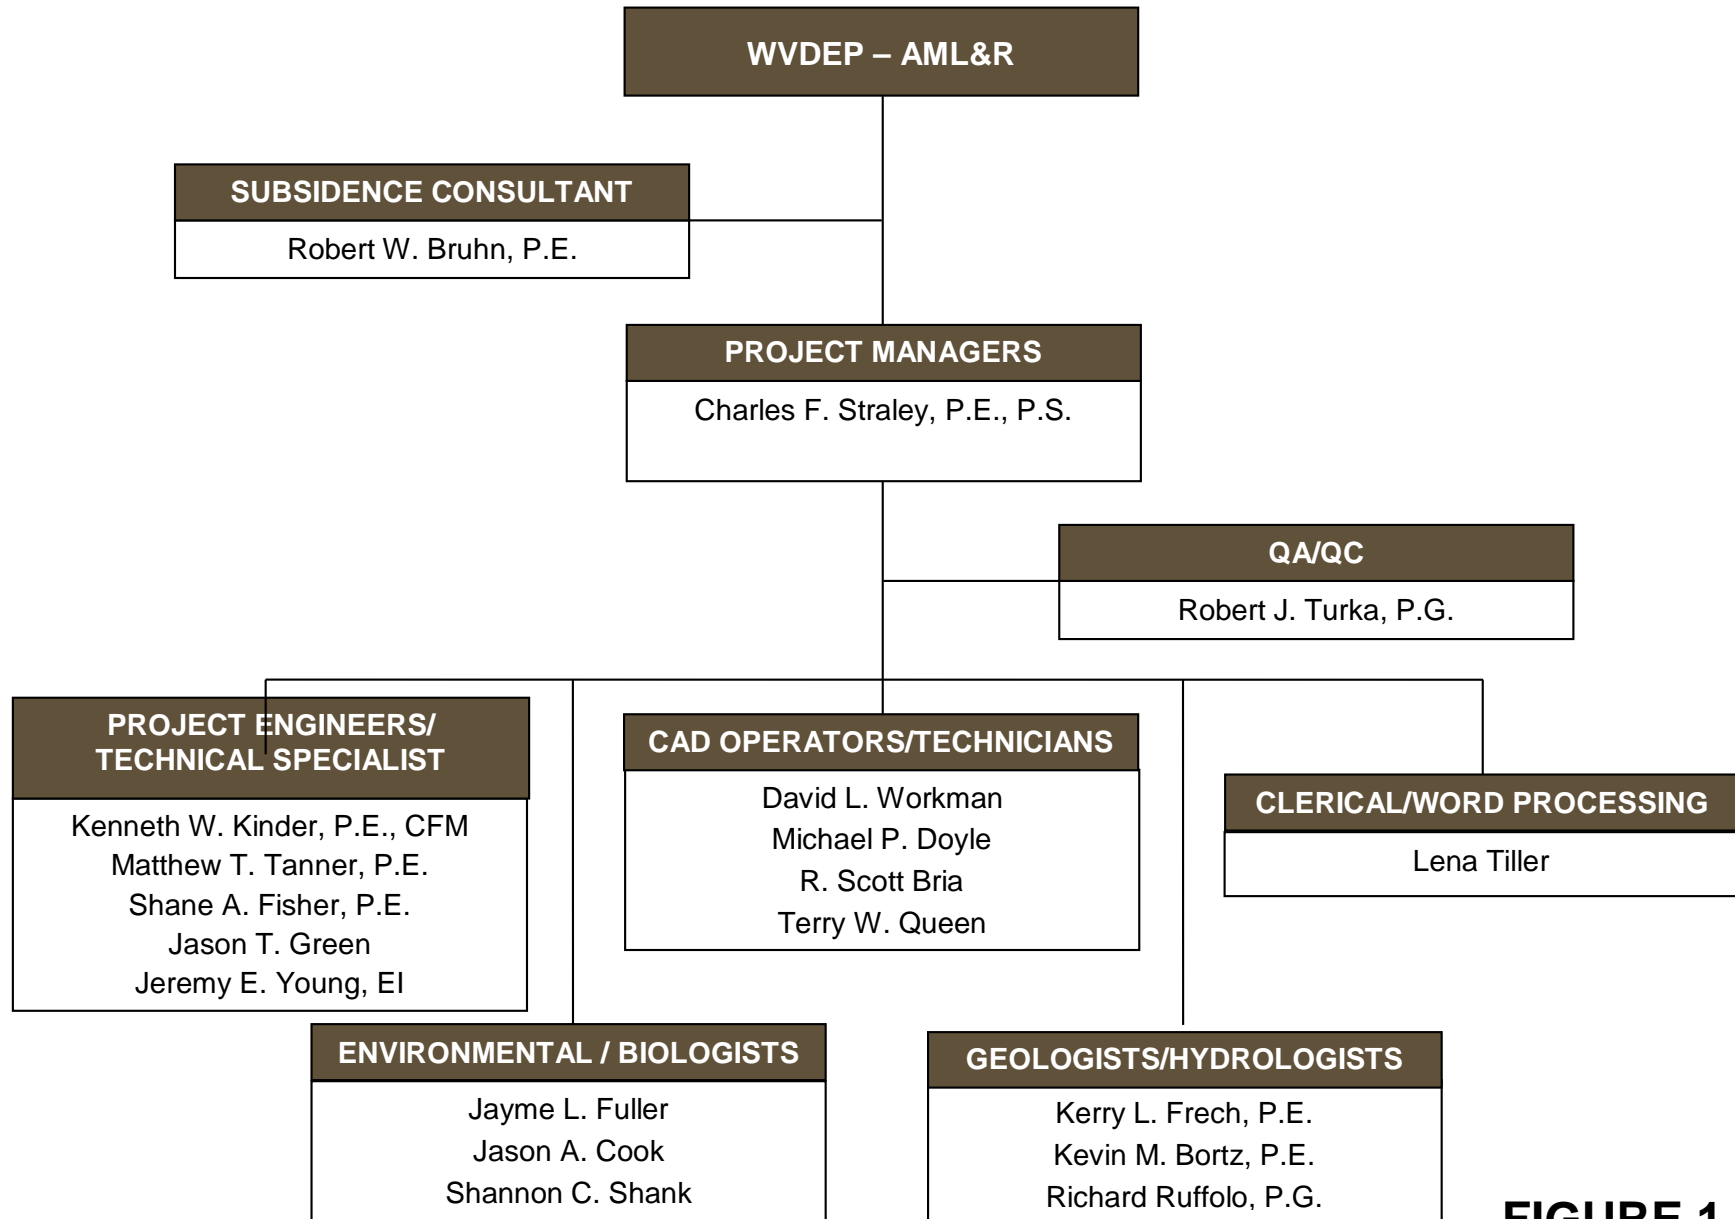 WVDEP – AML&R
SUBSIDENCE CONSULTANT
Robert W. Bruhn, P.E.
PROJECT MANAGERS
Charles F. Straley, P.E., P.S.
QA/QC
Robert J. Turka, P.G.
PROJECT ENGINEERS/
TECHNICAL SPECIALIST
Kenneth W. Kinder, P.E., CFM
Matthew T. Tanner, P.E.
Shane A. Fisher, P.E.
Jason T. Green
Jeremy E. Young, EI
CAD OPERATORS/TECHNICIANS
David L. Workman
Michael P. Doyle
R. Scott Bria
Terry W. Queen
CLERICAL/WORD PROCESSING
Lena Tiller
ENVIRONMENTAL / BIOLOGISTS
Jayme L. Fuller
Jason A. Cook
Shannon C. Shank
GEOLOGISTS/HYDROLOGISTS
Kerry L. Frech, P.E.
Kevin M. Bortz, P.E.
Richard Ruffolo, P.G.
FIGURE 1